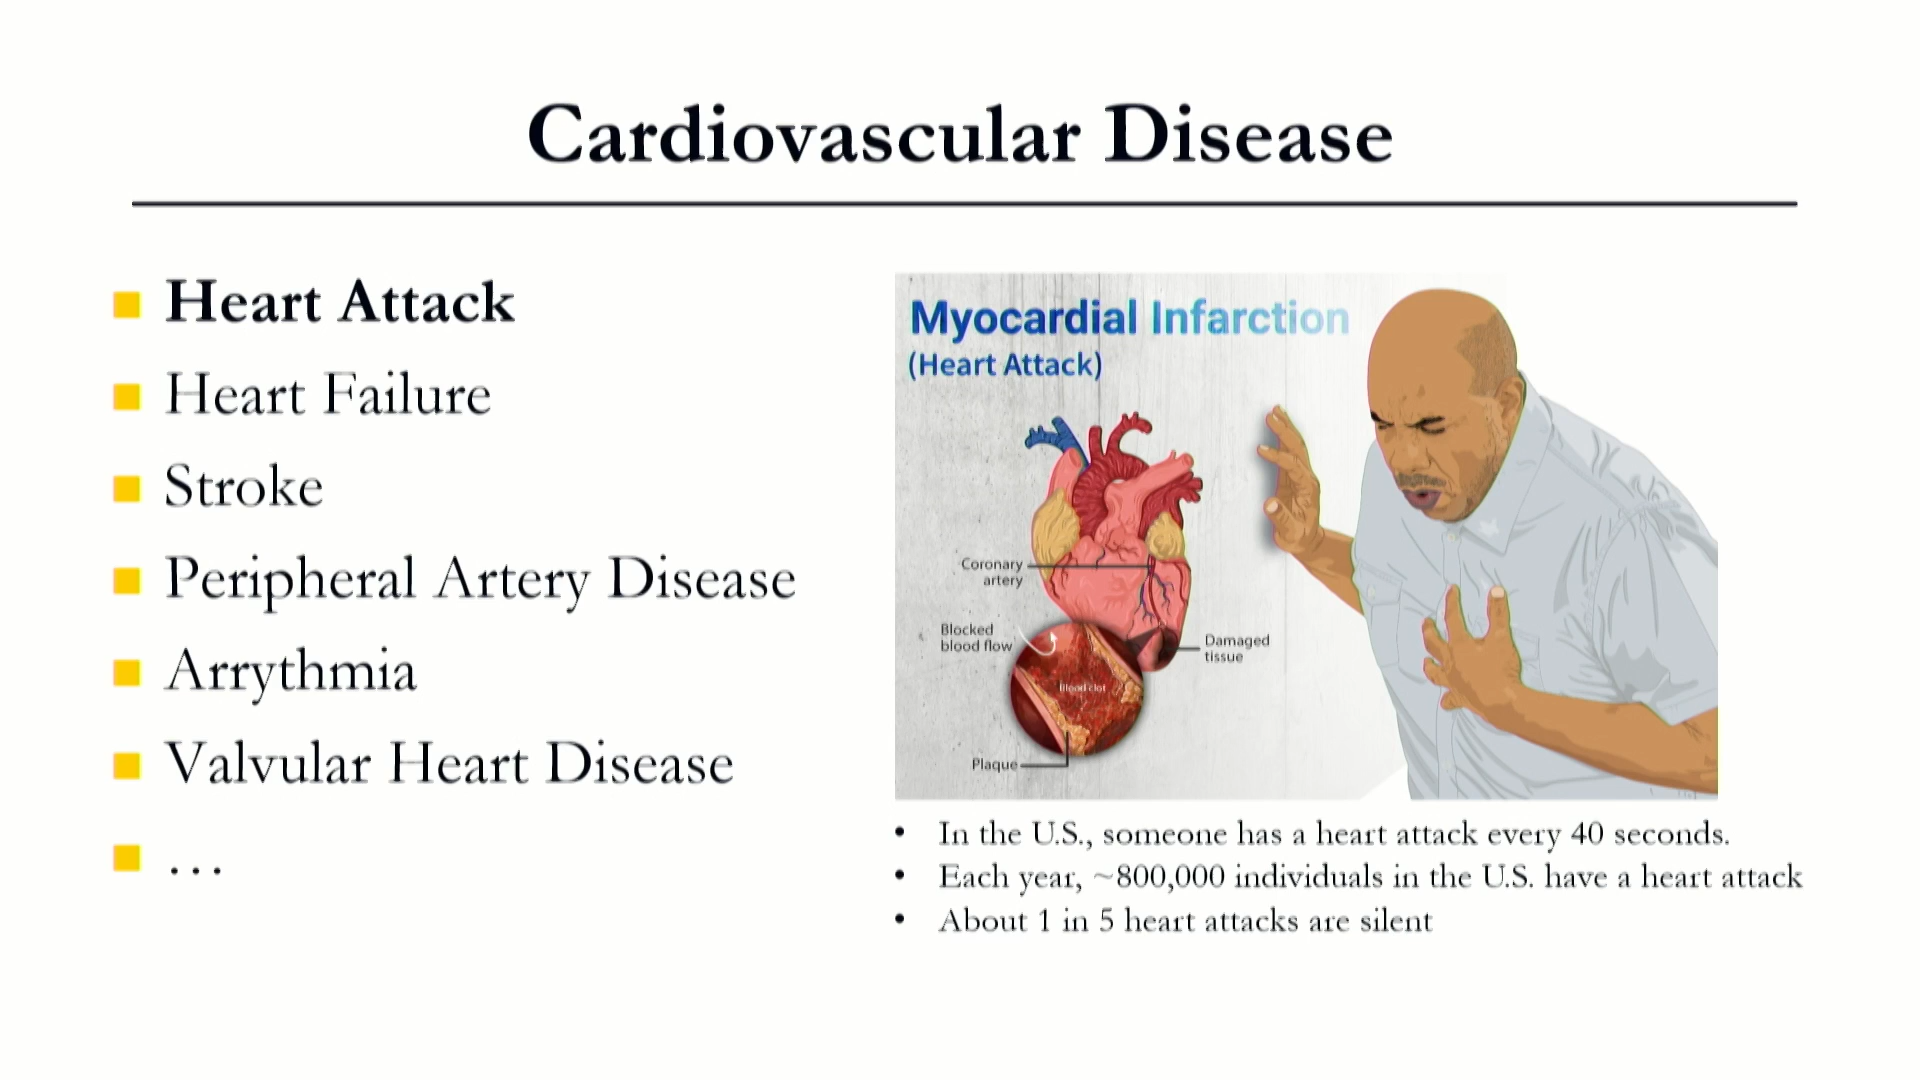 Cardiovascular Disease
Heart Attack
Heart Failure
Stroke
Peripheral Artery Disease
Arrythmia
Valvular Heart Disease
...
Myocardial Infarction
(Heart Attack)
Coronary
artery
Blocked
blood flow
Damaged
tissue
Blood clot
Plaque
• In the U.S., someone has a heart attack every 40 seconds.
• Each year, ~800,000 individuals in the U.S. have a heart attack
• About 1 in 5 heart attacks are silent